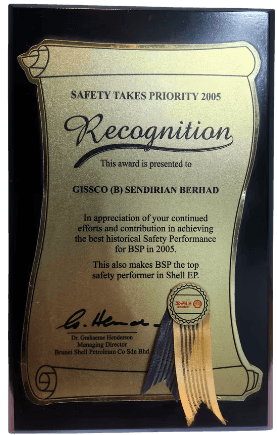 SAFETY TAKES PRIORITY 2005
Recognition
This award is presented to
GISSCO (B) SENDIRIAN BERHAD
In appreciation of your continued
efforts and contribution in achieving
the best historical Safety Performance
for BSP in 2005.
This also makes BSP the top
safety performer in Shell EP.
Dr. Grahaeme Henderson
Managing Director
Brunei Shell Petroleum Co Sdn Bhd